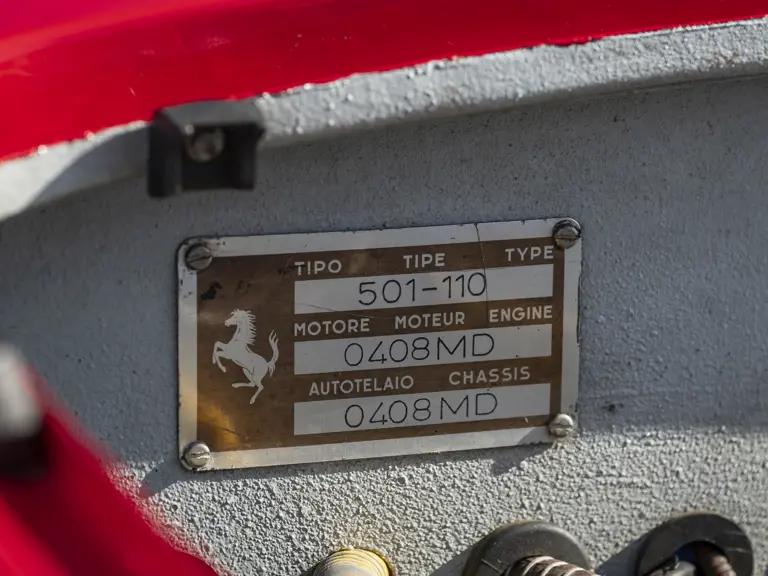 TIPO TIPE TYPE
501-110
MOTORE MOTEUR ENGINE
0408MD
AUTOTELAIO CHASSIS
0408MD